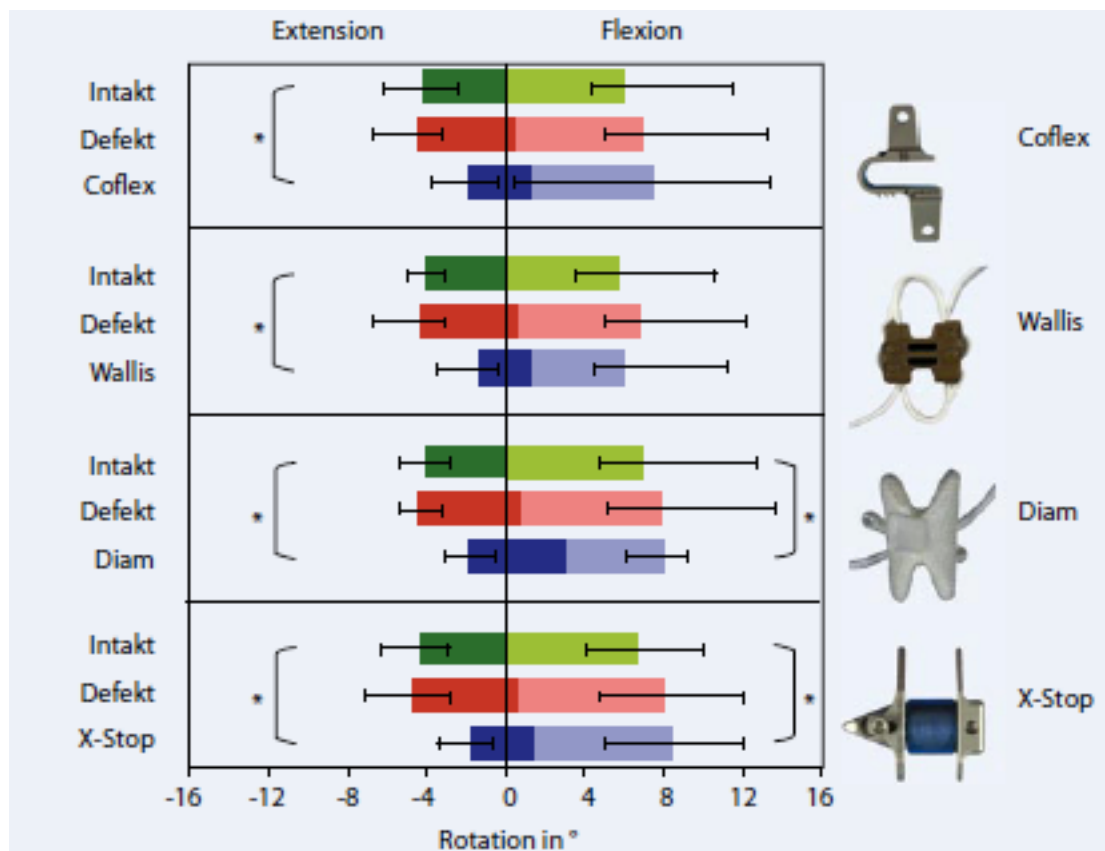 Extension Flexion
Intakt
Defekt
Coflex
*
Coflex
Intakt
Defekt
Wallis
*
Wallis
Intakt
Defekt
Diam
* *
Diam
Intakt
Defekt
X-Stop
* *
X-Stop
-16 -12 -8 -4 0 4 8 12 16
Rotation in °